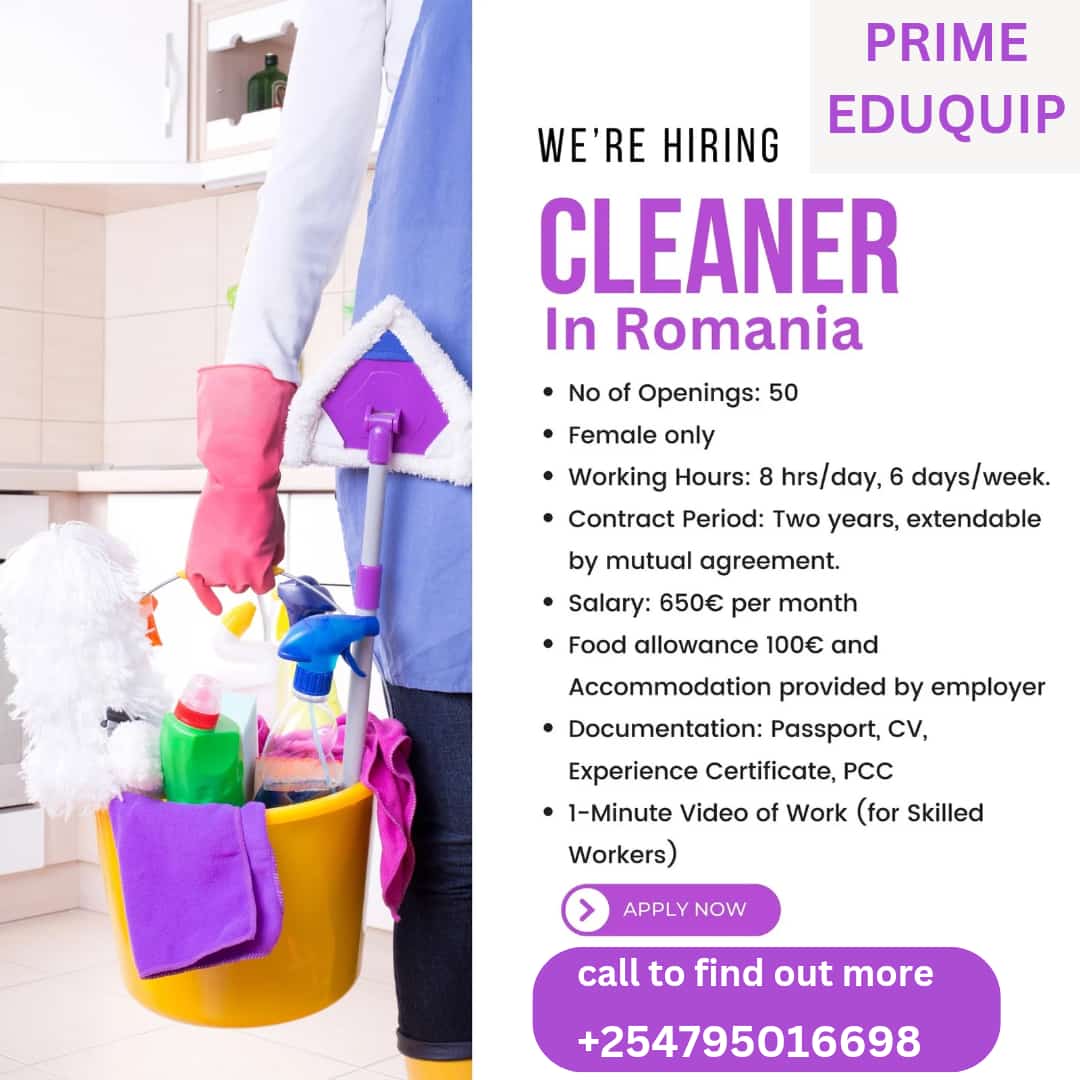 PRIME
EDUQUIP
WE'RE HIRING
CLEANER
In Romania
• No of Openings: 50
• Female only
• Working Hours: 8 hrs/day, 6 days/week.
• Contract Period: Two years, extendable
by mutual agreement.
• Salary: 650€ per month
• Food allowance 100€ and
Accommodation provided by employer
• Documentation: Passport, CV,
Experience Certificate, PCC
• 1-Minute Video of Work (for Skilled
Workers)
APPLY NOW
call to find out more
+254795016698